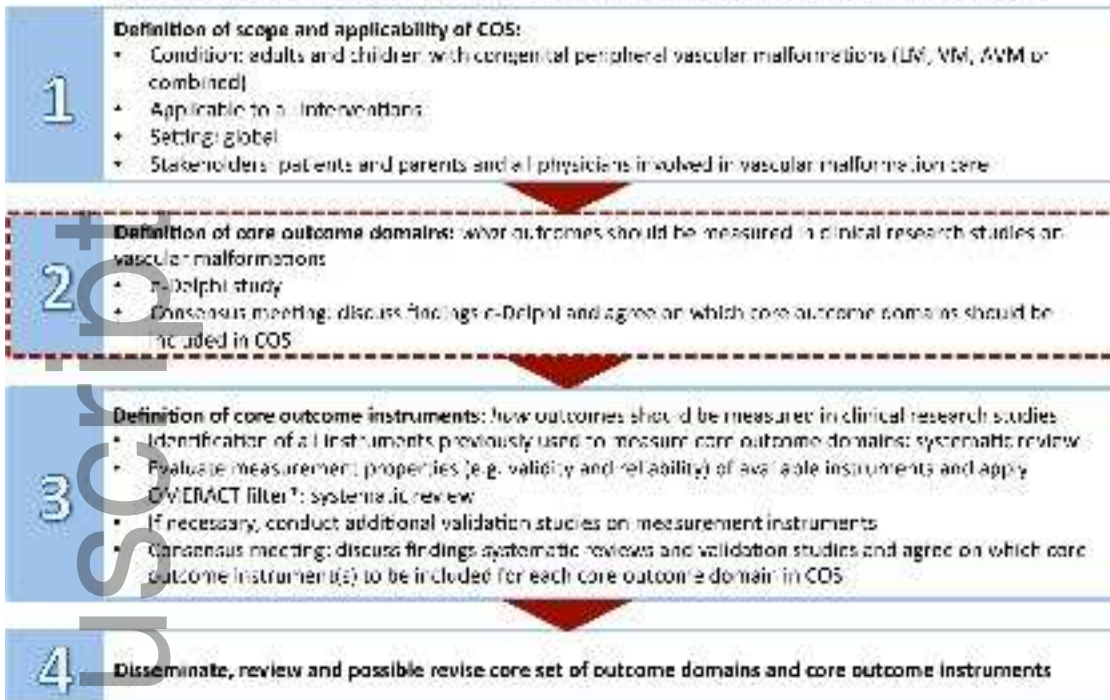 1
Definition of scope and applicability of COS:
• Condition: adults and children with congenital peripheral vascular malformations (LM, VM, AVM or
combined)
• Applicable to all interventions
• Setting: global
• Stakeholders: patients and parents and all physicians involved in vascular malformation care
2
Definition of core outcome domains: what outcomes should be measured in clinical research studies on
vascular malformations
• e-Delphi study
• Consensus meeting: discuss findings e-Delphi and agree on which core outcome domains should be
included in COS
3
Definition of core outcome instruments: how outcomes should be measured in clinical research studies
• Identification of all instruments previously used to measure core outcome domains: systematic review
• Evaluate measurement properties (e.g. validity and reliability) of available instruments and apply
OMERACT filter*: systematic review
• If necessary, conduct additional validation studies on measurement instruments
• Consensus meeting: discuss findings systematic reviews and validation studies and agree on which core
outcome instrument(s) to be included for each core outcome domain in COS
4
Disseminate, review and possible revise core set of outcome domains and core outcome instruments
uscript